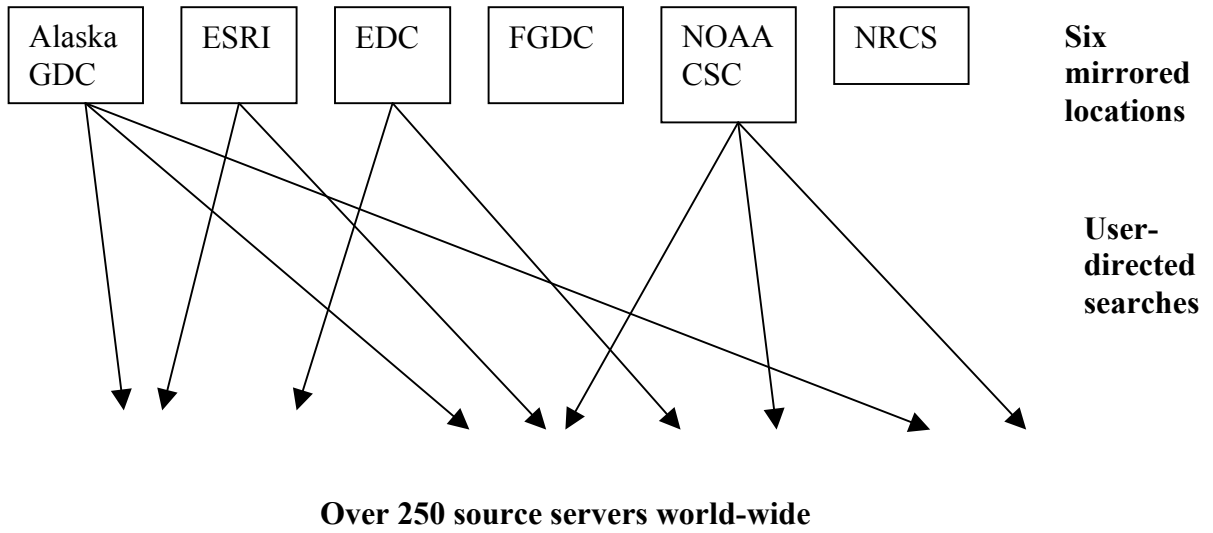 Alaska
GDC
ESRI
EDC
FGDC
NOAA
CSC
NRCS
Six
mirrored
locations
User-
directed
searches
Over 250 source servers world-wide